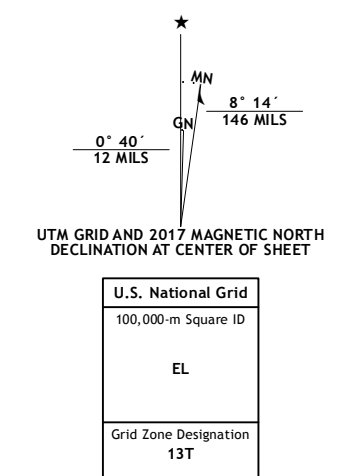 ★
MN
8° 14´
146 MILS
GN
0° 40´
12 MILS
UTM GRID AND 2017 MAGNETIC NORTH
DECLINATION AT CENTER OF SHEET
U.S. National Grid
100,000-m Square ID
EL
Grid Zone Designation
13T